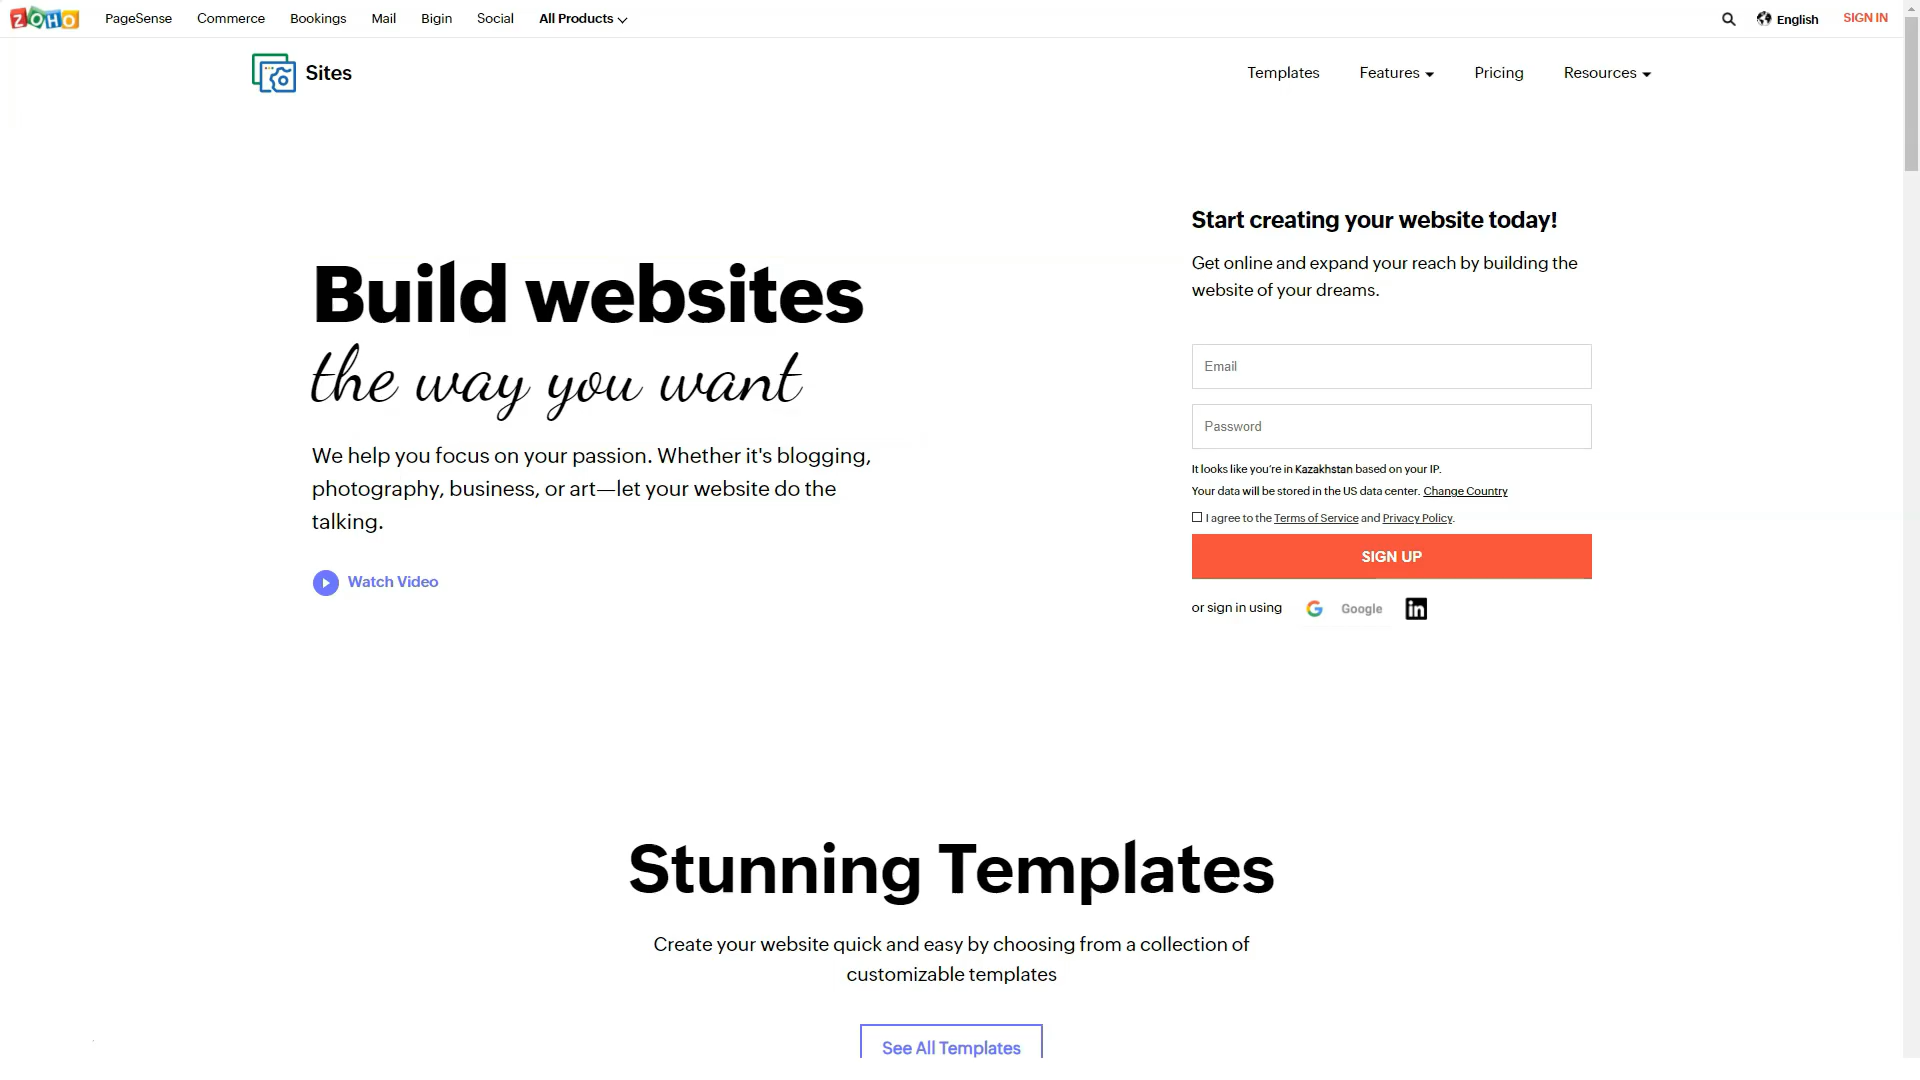 ZOHO PageSense Commerce Bookings Mail Bigin Social All Products English SIGN IN
Sites Templates Features Pricing Resources
Build websites
the way you want
We help you focus on your passion. Whether it's blogging,
photography, business, or art—let your website do the
talking.
Watch Video
Start creating your website today!
Get online and expand your reach by building the
website of your dreams.
Email
Password
It looks like you're in Kazakhstan based on your IP.
Your data will be stored in the US data center. Change Country
I agree to the Terms of Service and Privacy Policy.
SIGN UP
or sign in using Google in
Stunning Templates
Create your website quick and easy by choosing from a collection of
customizable templates
See All Templates